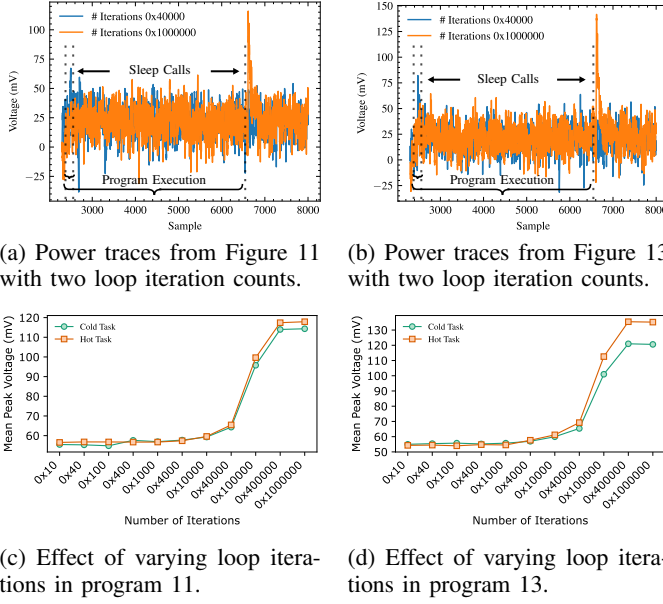 # Iterations 0x40000
# Iterations 0x1000000
Sleep Calls
Program Execution
Voltage (mV)
100
75
50
25
0
−25
3000 4000 5000 6000 7000 8000
Sample
(a) Power traces from Figure 11
with two loop iteration counts.
# Iterations 0x40000
# Iterations 0x1000000
Sleep Calls
Program Execution
Voltage (mV)
150
125
100
75
50
25
0
−25
3000 4000 5000 6000 7000 8000
Sample
(b) Power traces from Figure 13
with two loop iteration counts.
Cold Task
Hot Task
Mean Peak Voltage (mV)
120
110
100
90
80
70
60
0x10 0x40 0x100 0x400 0x1000 0x4000 0x10000 0x40000 0x100000 0x400000 0x1000000
Number of Iterations
(c) Effect of varying loop itera-
tions in program 11.
Cold Task
Hot Task
Mean Peak Voltage (mV)
130
120
110
100
90
80
70
60
50
0x10 0x40 0x100 0x400 0x1000 0x4000 0x10000 0x40000 0x100000 0x400000 0x1000000
Number of Iterations
(d) Effect of varying loop itera-
tions in program 13.